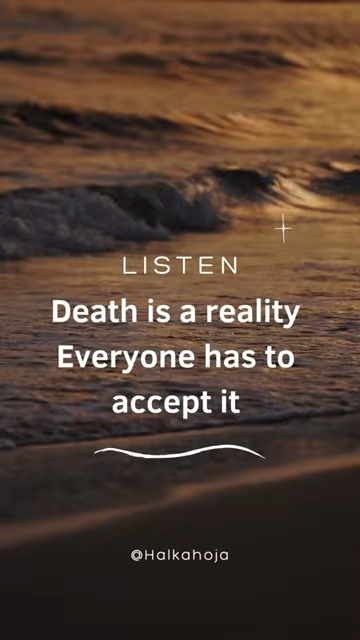 LISTEN
Death is a reality
Everyone has to
accept it
@Halkahoja